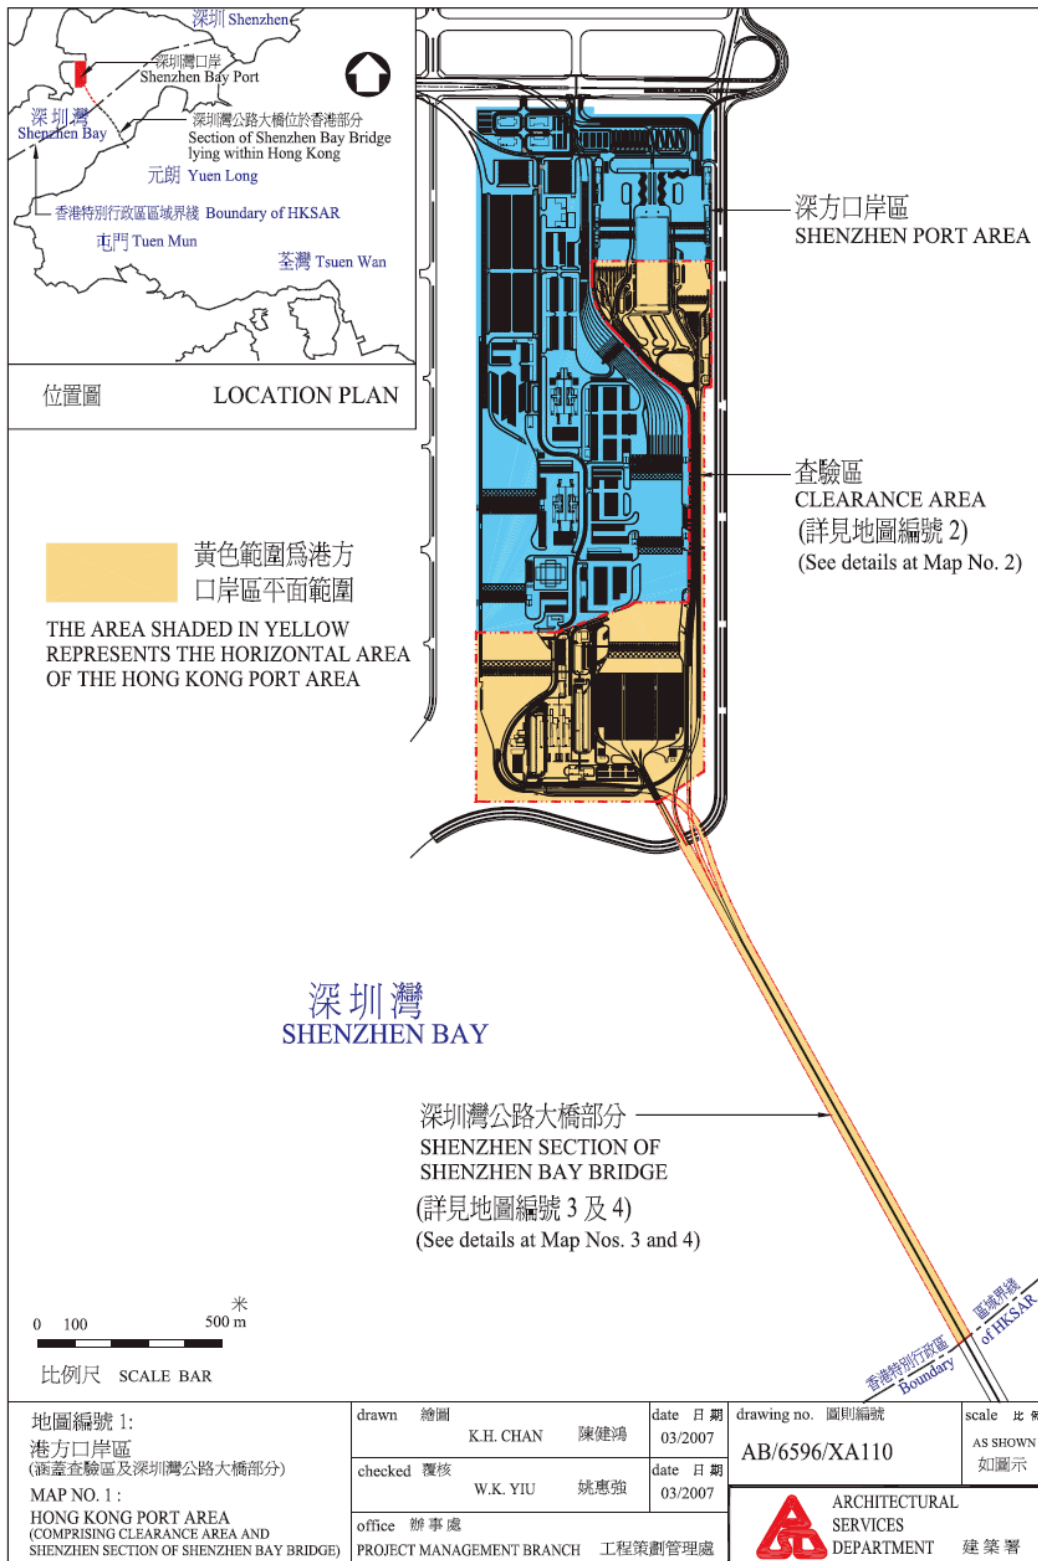 深圳 Shenzhen
深圳灣口岸
Shenzhen Bay Port
深圳灣
Shenzhen Bay
深圳灣公路大橋位於香港部分
Section of Shenzhen Bay Bridge
lying within Hong Kong
元朗 Yuen Long
香港特別行政區區域界綫 Boundary of HKSAR
屯門 Tuen Mun
荃灣 Tsuen Wan
位置圖 LOCATION PLAN
深方口岸區
SHENZHEN PORT AREA
查驗區
CLEARANCE AREA
(詳見地圖編號 2)
(See details at Map No. 2)
黃色範圍爲港方
口岸區平面範圍
THE AREA SHADED IN YELLOW
REPRESENTS THE HORIZONTAL AREA
OF THE HONG KONG PORT AREA
深圳灣
SHENZHEN BAY
深圳灣公路大橋部分
SHENZHEN SECTION OF
SHENZHEN BAY BRIDGE
(詳見地圖編號 3 及 4)
(See details at Map Nos. 3 and 4)
香港特別行政區 區域界綫
Boundary of HKSAR
米
0 100 500 m
比例尺 SCALE BAR
地圖編號 1:
港方口岸區
(涵蓋查驗區及深圳灣公路大橋部分)
MAP NO. 1 :
HONG KONG PORT AREA
(COMPRISING CLEARANCE AREA AND
SHENZHEN SECTION OF SHENZHEN BAY BRIDGE)
drawn 繪圖
K.H. CHAN 陳健鴻
date 日期
03/2007
checked 覆核
W.K. YIU 姚惠強
date 日期
03/2007
office 辦事處
PROJECT MANAGEMENT BRANCH 工程策劃管理處
drawing no. 圖則編號
AB/6596/XA110
scale 比
AS SHOWN
如圖示
ARCHITECTURAL
SERVICES
DEPARTMENT 建築署